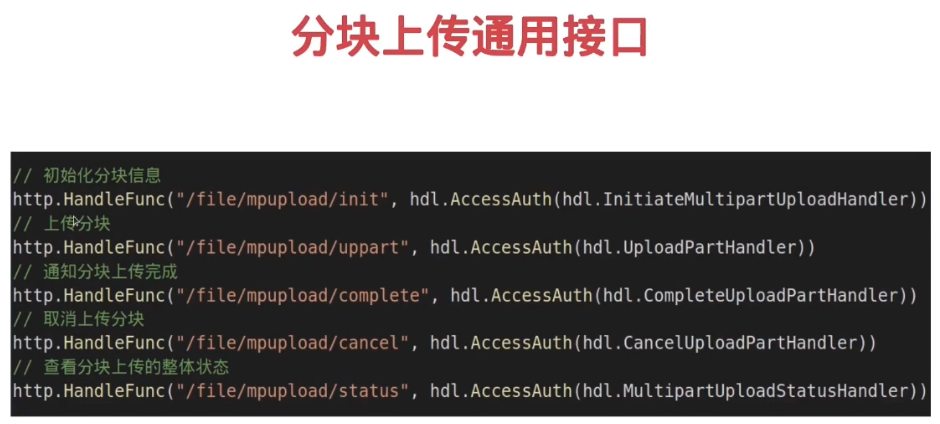 分块上传通用接口
// 初始化分块信息
http.HandleFunc("/file/mpupload/init", hdl.AccessAuth(hdl.InitiateMultipartUploadHandler))
// 上传分块
http.HandleFunc("/file/mpupload/uppart", hdl.AccessAuth(hdl.UploadPartHandler))
// 通知分块上传完成
http.HandleFunc("/file/mpupload/complete", hdl.AccessAuth(hdl.CompleteUploadPartHandler))
// 取消上传分块
http.HandleFunc("/file/mpupload/cancel", hdl.AccessAuth(hdl.CancelUploadPartHandler))
// 查看分块上传的整体状态
http.HandleFunc("/file/mpupload/status", hdl.AccessAuth(hdl.MultipartUploadStatusHandler))